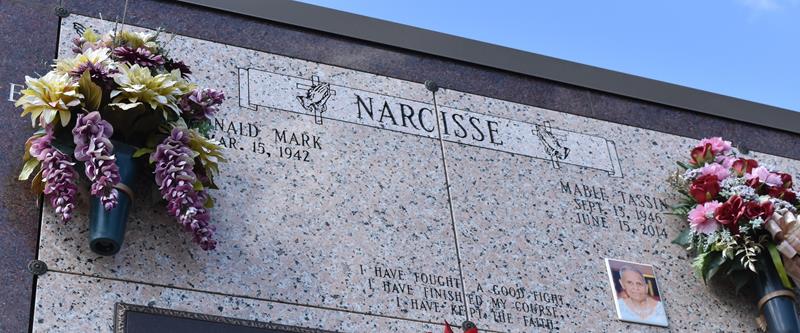 NARCISSE
NALD MARK
AR. 15, 1942
MABLE TASSIN
SEPT. 13, 1946
JUNE 15, 2014
I HAVE FOUGHT A GOOD FIGHT
I HAVE FINISHED MY COURSE
I HAVE KEPT THE FAITH